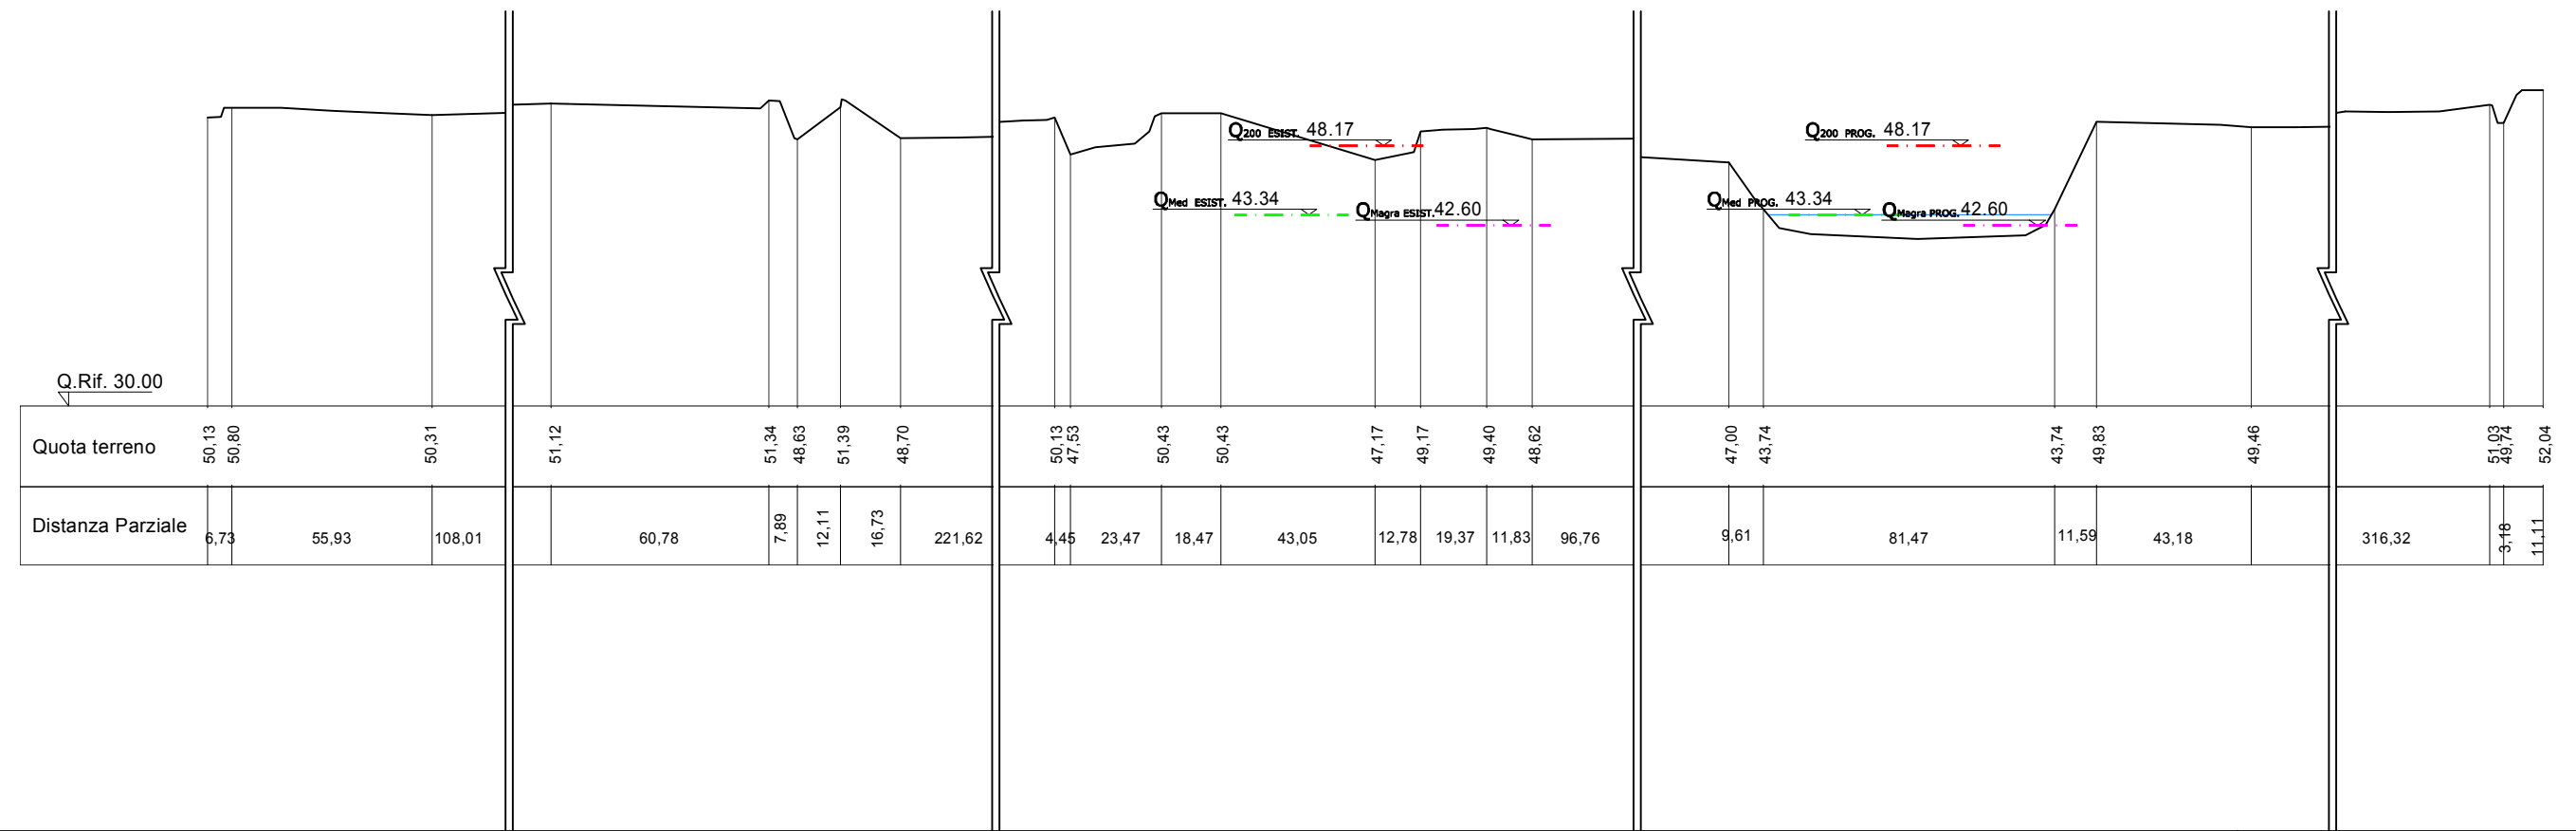 Q200 ESIST. 48.17
Q200 PROG. 48.17
QMed ESIST. 43.34
QMagra ESIST. 42.60
QMed PROG. 43.34
QMagra PROG. 42.60
Q.Rif. 30.00
Quota terreno 50,13 50,80 50,31 51,12 51,34 48,63 51,39 48,70 50,13 47,53 50,43 50,43 47,17 49,17 49,40 48,62 47,00 43,74 43,74 49,83 49,46 51,03 49,74 52,04
Distanza Parziale 6,73 55,93 108,01 60,78 7,89 12,11 16,73 221,62 4,45 23,47 18,47 43,05 12,78 19,37 11,83 96,76 9,61 81,47 11,59 43,18 316,32 3,18 11,11